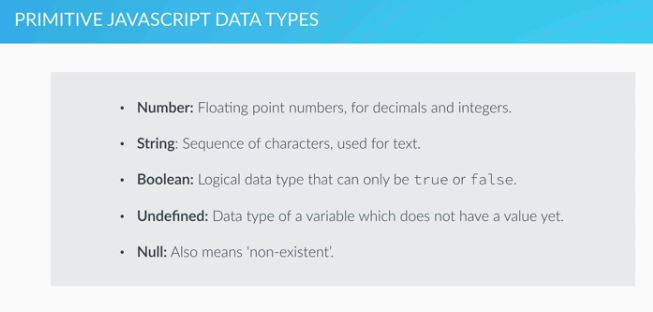 PRIMITIVE JAVASCRIPT DATA TYPES
• Number: Floating point numbers, for decimals and integers.
• String: Sequence of characters, used for text.
• Boolean: Logical data type that can only be true or false.
• Undefined: Data type of a variable which does not have a value yet.
• Null: Also means ‘non-existent’.